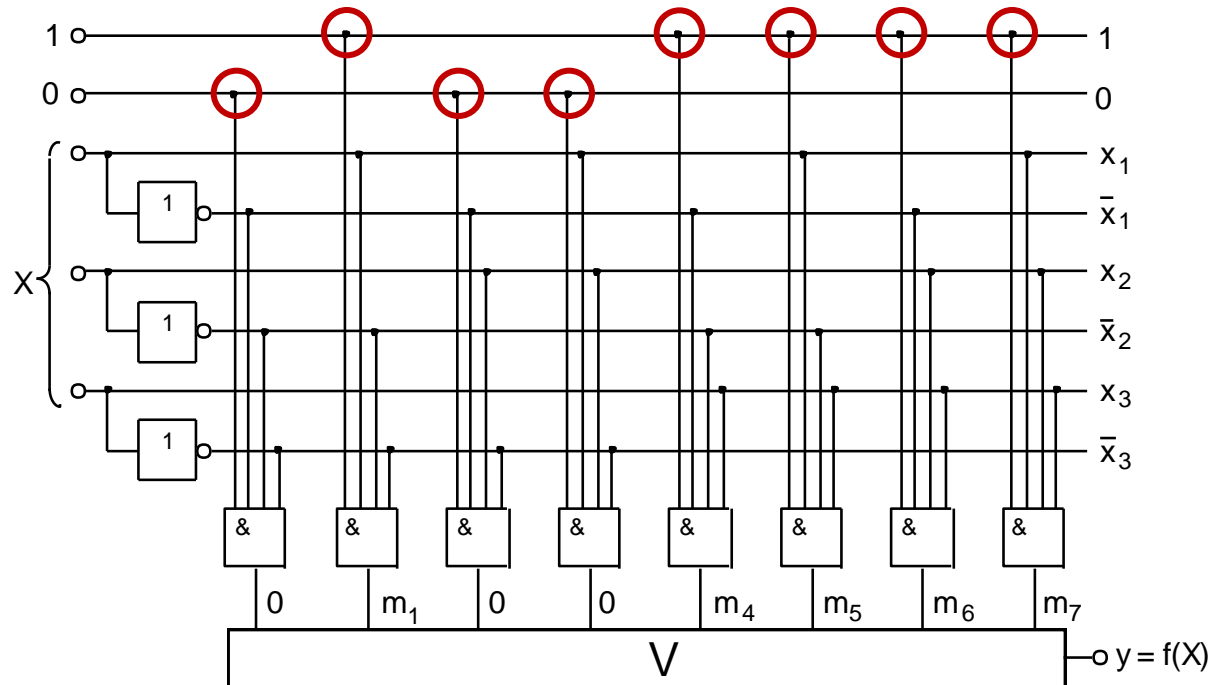 1 1
0 0
x₁
1 x̄₁
X x₂
1 x̄₂
x₃
1 x̄₃
& & & & & & & &
0 m₁ 0 0 m₄ m₅ m₆ m₇
V y = f(X)